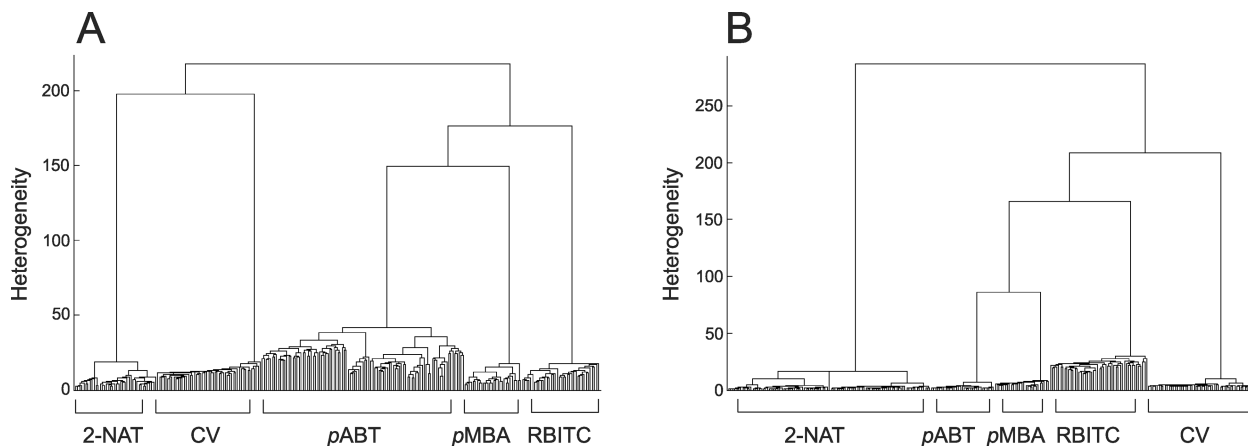 A
Heterogeneity
200
150
100
50
0
2-NAT CV pABT pMBA RBITC
B
Heterogeneity
250
200
150
100
50
0
2-NAT pABT pMBA RBITC CV